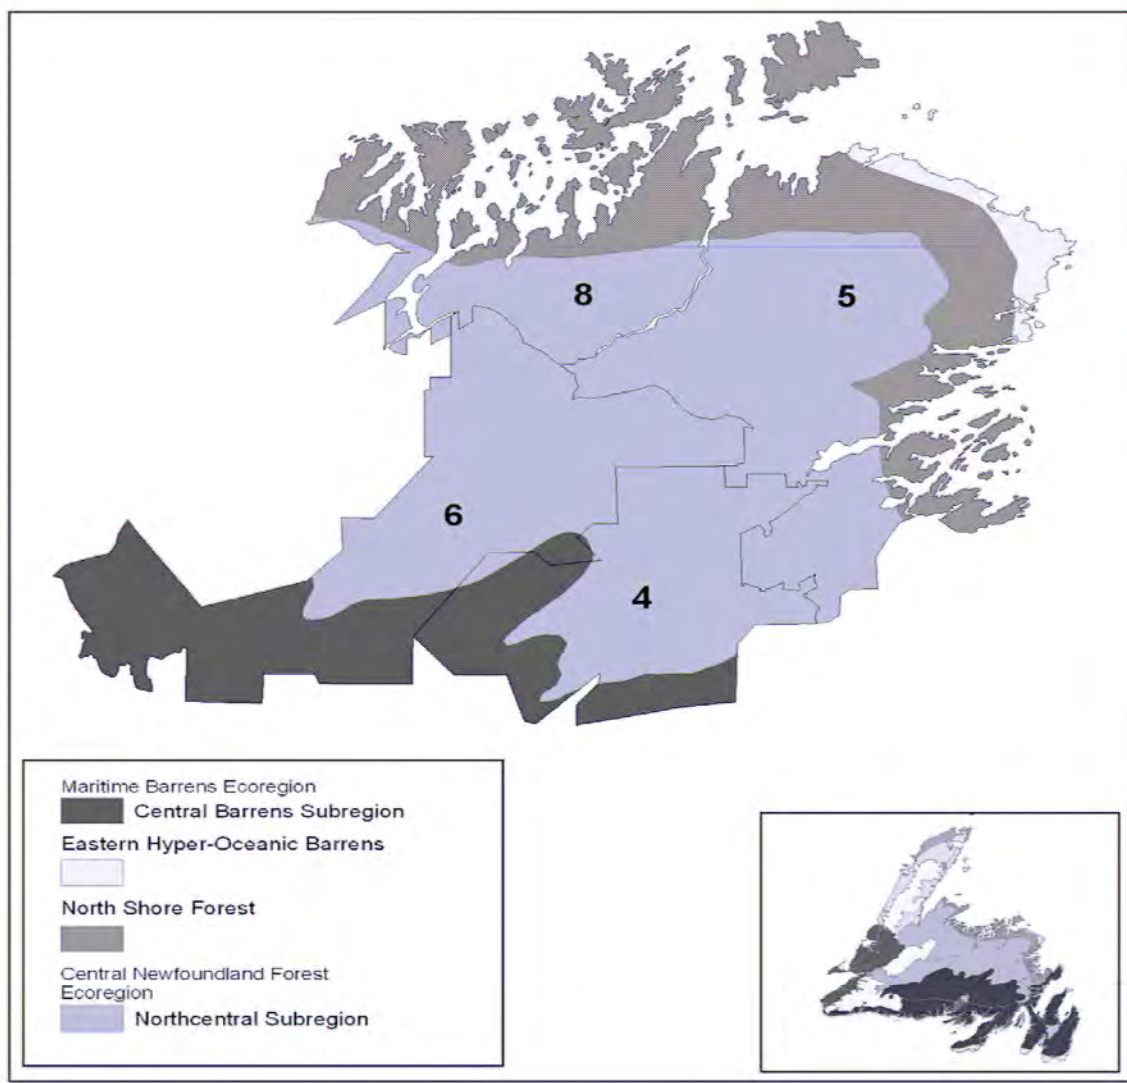 8
5
6
4
Maritime Barrens Ecoregion
Central Barrens Subregion
Eastern Hyper-Oceanic Barrens
North Shore Forest
Central Newfoundland Forest
Ecoregion
Northcentral Subregion